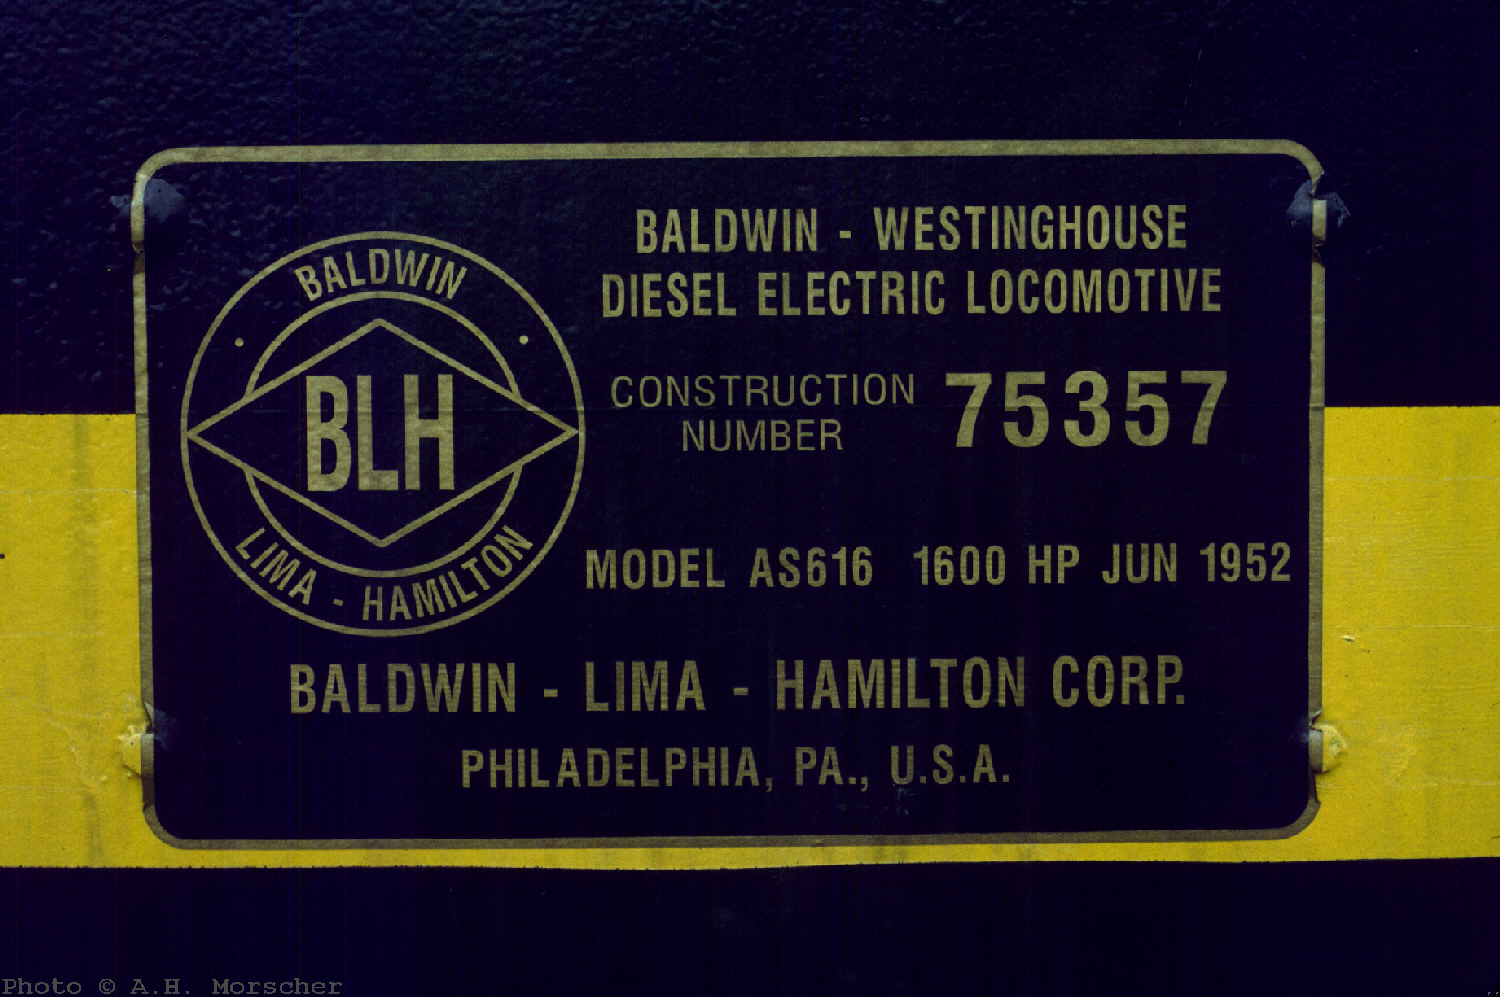 BALDWIN
BLH
LIMA - HAMILTON
BALDWIN - WESTINGHOUSE
DIESEL ELECTRIC LOCOMOTIVE
CONSTRUCTION
NUMBER
75357
MODEL AS616 1600 HP JUN 1952
BALDWIN - LIMA - HAMILTON CORP.
PHILADELPHIA, PA., U.S.A.
Photo © A.H. Morscher